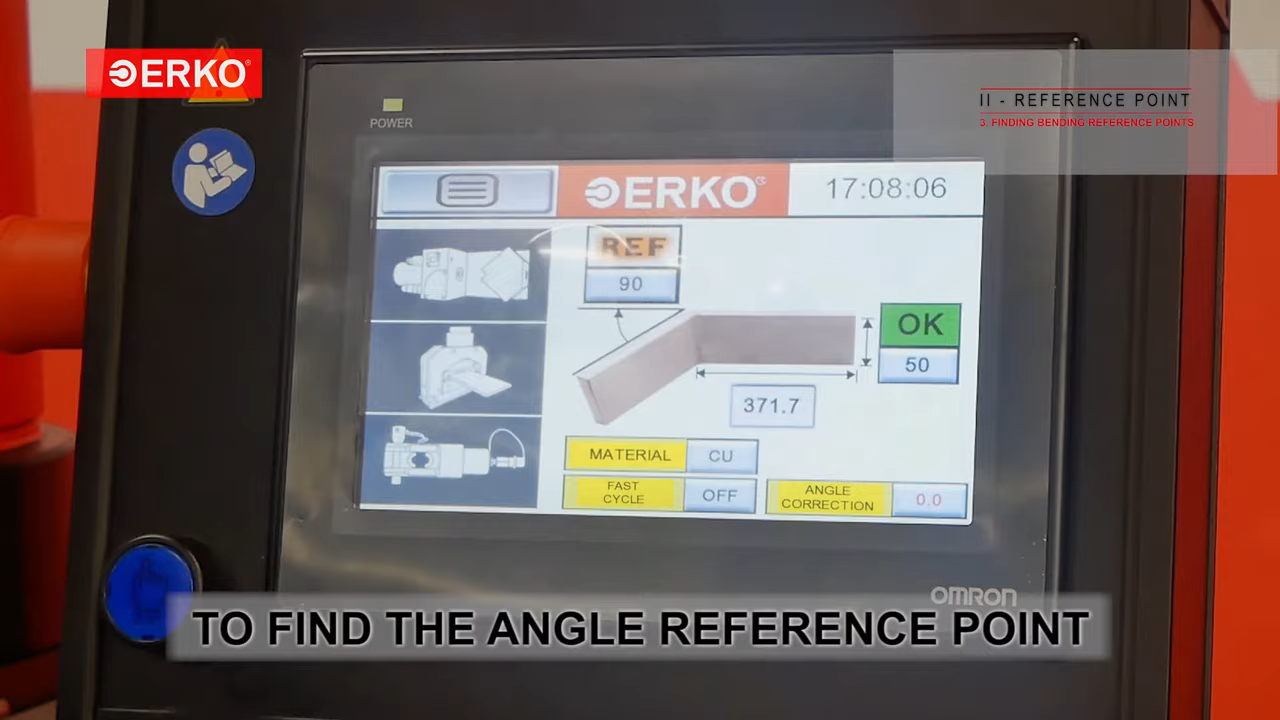 ERKO®
II - REFERENCE POINT
3. FINDING BENDING REFERENCE POINTS
POWER
ERKO
17:08:06
REF
90
OK
50
371.7
MATERIAL CU
FAST CYCLE OFF
ANGLE CORRECTION 0.0
OMRON
TO FIND THE ANGLE REFERENCE POINT